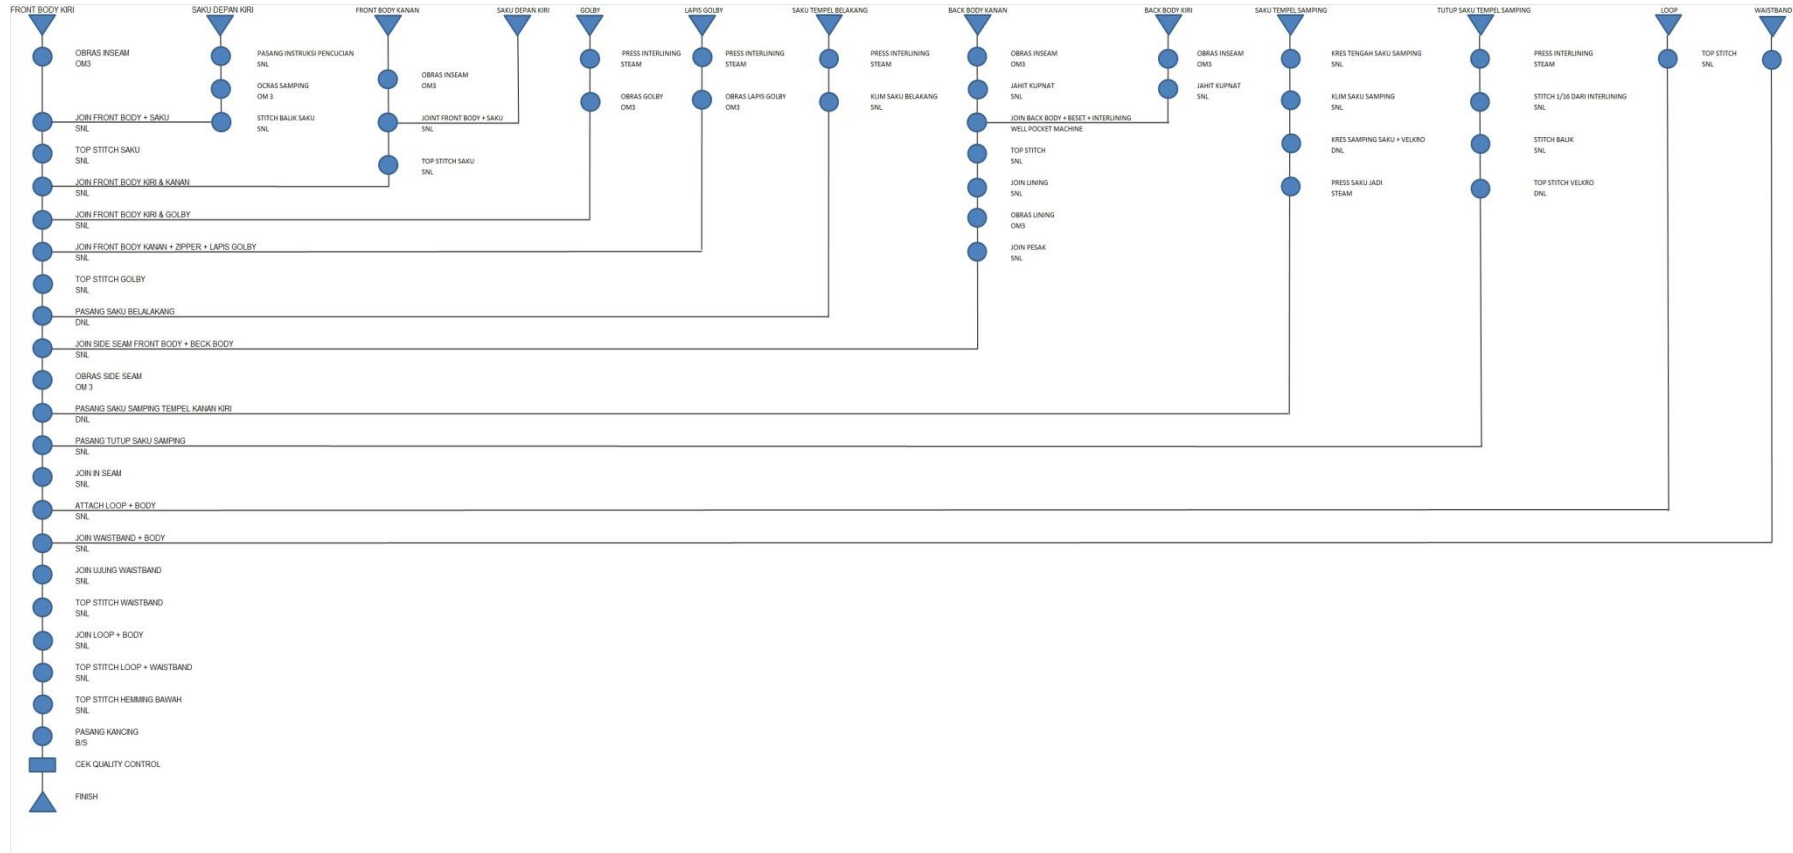 FRONT BODY KIRI
SAKU DEPAN KIRI
FRONT BODY KANAN
SAKU DEPAN KIRI
GOLBY
LAPIS GOLBY
SAKU TEMPEL BELAKANG
BACK BODY KANAN
BACK BODY KIRI
SAKU TEMPEL SAMPING
TUTUP SAKU TEMPEL SAMPING
LOOP
WAISTBAND
OBRAS INSEAM
OM3
JOIN FRONT BODY + SAKU
SNL
TOP STITCH SAKU
SNL
JOIN FRONT BODY KIRI & KANAN
SNL
JOIN FRONT BODY KIRI & GOLBY
SNL
JOIN FRONT BODY KANAN + ZIPPER + LAPIS GOLBY
SNL
TOP STITCH GOLBY
SNL
PASANG SAKU BELALAKANG
DNL
JOIN SIDE SEAM FRONT BODY + BECK BODY
SNL
OBRAS SIDE SEAM
OM 3
PASANG SAKU SAMPING TEMPEL KANAN KIRI
DNL
PASANG TUTUP SAKU SAMPING
SNL
JOIN IN SEAM
SNL
ATTACH LOOP + BODY
SNL
JOIN WAISTBAND + BODY
SNL
JOIN UJUNG WAISTBAND
SNL
TOP STITCH WAISTBAND
SNL
JOIN LOOP + BODY
SNL
TOP STITCH LOOP + WAISTBAND
SNL
TOP STITCH HEMMING BAWAH
SNL
PASANG KANCING
B/S
CEK QUALITY CONTROL
FINISH
PASANG INSTRUKSI PENCUCIAN
SNL
OCRAS SAMPING
OM 3
STITCH BALIK SAKU
SNL
OBRAS INSEAM
OM3
JOINT FRONT BODY + SAKU
SNL
TOP STITCH SAKU
SNL
PRESS INTERLINING
STEAM
OBRAS GOLBY
OM3
PRESS INTERLINING
STEAM
OBRAS LAPIS GOLBY
OM3
PRESS INTERLINING
STEAM
KLIM SAKU BELAKANG
SNL
OBRAS INSEAM
OM3
JAHIT KUPNAT
SNL
JOIN BACK BODY + BESET + INTERLINING
WELL POCKET MACHINE
TOP STITCH
SNL
JOIN LINING
SNL
OBRAS LINING
OM3
JOIN PESAK
SNL
OBRAS INSEAM
OM3
JAHIT KUPNAT
SNL
KRES TENGAH SAKU SAMPING
SNL
KLIM SAKU SAMPING
SNL
KRES SAMPING SAKU + VELKRO
DNL
PRESS SAKU JADI
STEAM
PRESS INTERLINING
STEAM
STITCH 1/16 DARI INTERLINING
SNL
STITCH BALIK
SNL
TOP STITCH VELKRO
DNL
TOP STITCH
SNL